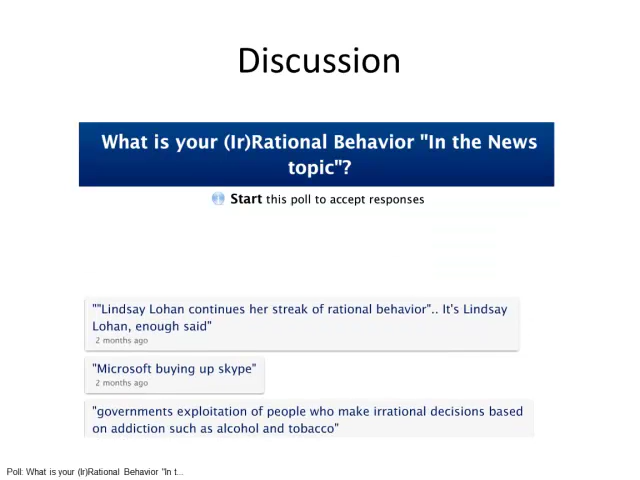 Discussion
What is your (Ir)Rational Behavior "In the News
topic"?
Start this poll to accept responses
""Lindsay Lohan continues her streak of rational behavior".. It's Lindsay
Lohan, enough said"
2 months ago
"Microsoft buying up skype"
2 months ago
"governments exploitation of people who make irrational decisions based
on addiction such as alcohol and tobacco"
Poll: What is your (Ir)Rational Behavior "In t...